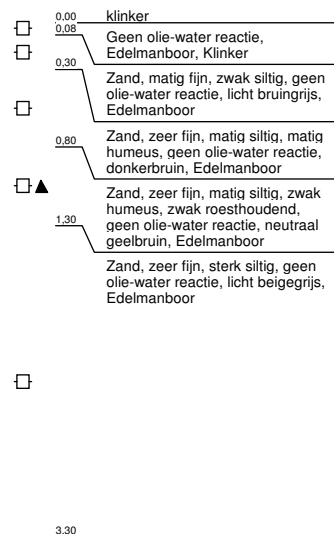 0,00 klinker
0,08
Geen olie-water reactie,
Edelmanboor, Klinker
0,30
Zand, matig fijn, zwak siltig, geen
olie-water reactie, licht bruingrijs,
Edelmanboor
0,80
Zand, zeer fijn, matig siltig, matig
humeus, geen olie-water reactie,
donkerbruin, Edelmanboor
Zand, zeer fijn, matig siltig, zwak
humeus, zwak roesthoudend,
1,30
geen olie-water reactie, neutraal
geelbruin, Edelmanboor
Zand, zeer fijn, sterk siltig, geen
olie-water reactie, licht beigegrijs,
Edelmanboor
3,30